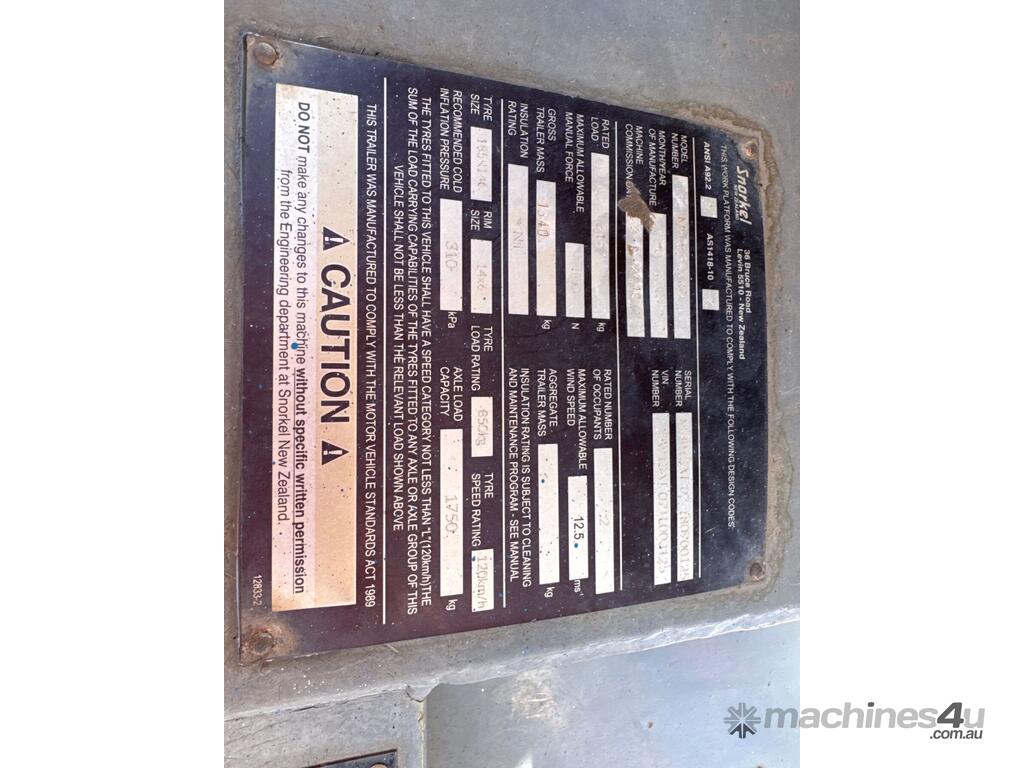 Snorkel
NEW ZEALAND
36 Bruce Road
Levin 5510 - New Zealand
THIS WORK PLATFORM WAS MANUFACTURED TO COMPLY WITH THE FOLLOWING DESIGN CODES
ANSI A92.2 AS1418-10
MODEL NUMBER SERIAL NUMBER
MONTH/YEAR OF MANUFACTURE VIN NUMBER
MACHINE
RATED LOAD kg RATED NUMBER OF OCCUPANTS 2
MAXIMUM ALLOWABLE MANUAL FORCE N MAXIMUM ALLOWABLE WIND SPEED 12.5 ms⁻¹
GROSS TRAILER MASS 1540 kg AGGREGATE TRAILER MASS kg
INSULATION RATING Nil INSULATION RATING IS SUBJECT TO CLEANING
AND MAINTENANCE PROGRAM - SEE MANUAL
TYRE SIZE RIM SIZE TYRE LOAD RATING 850kg TYRE SPEED RATING 120km/h
RECOMMENDED COLD INFLATION PRESSURE 310 kPa AXLE LOAD CAPACITY 1750 kg
THE TYRES FITTED TO THIS VEHICLE SHALL HAVE A SPEED CATEGORY NOT LESS THAN "L"(120km/h)THE
SUM OF THE LOAD CARRYING CAPABILITIES OF THE TYRES FITTED TO ANY AXLE OR AXLE GROUP OF THIS
VEHICLE SHALL NOT BE LESS THAN THE RELEVANT LOAD SHOWN ABOVE
THIS TRAILER WAS MANUFACTURED TO COMPLY WITH THE MOTOR VEHICLE STANDARDS ACT 1989
⚠ CAUTION ⚠
DO NOT make any changes to this machine without specific written permission
from the Engineering department at Snorkel New Zealand.
12833-2
machines4u
.com.au